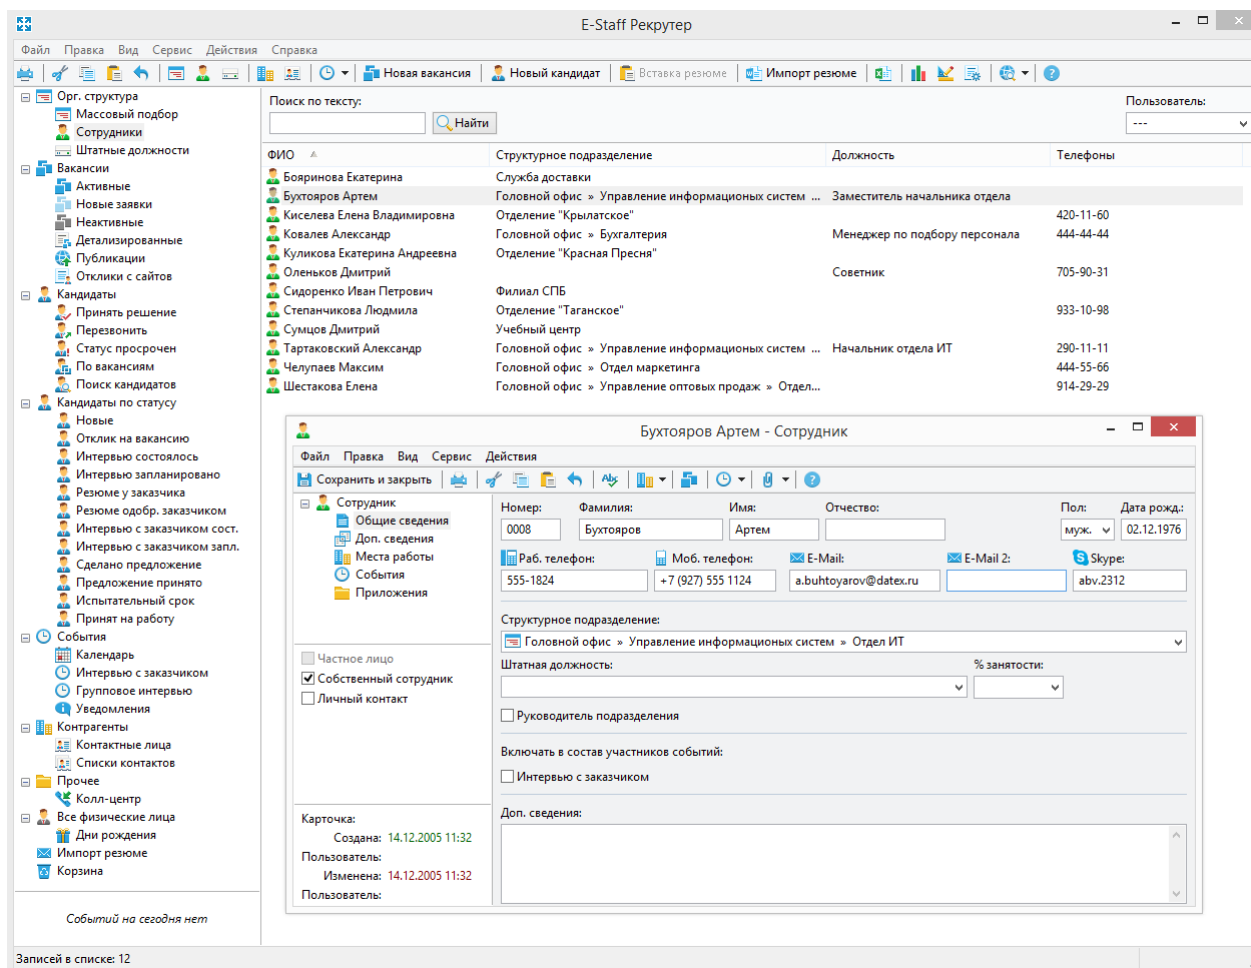 E-Staff Рекрутер
Файл Правка Вид Сервис Действия Справка
Новая вакансия Новый кандидат Вставка резюме Импорт резюме
Орг. структура
Массовый подбор
Сотрудники
Штатные должности
Вакансии
Активные
Новые заявки
Неактивные
Детализированные
Публикации
Отклики с сайтов
Кандидаты
Принять решение
Перезвонить
Статус просрочен
По вакансиям
Поиск кандидатов
Кандидаты по статусу
Новые
Отклик на вакансию
Интервью состоялось
Интервью запланировано
Резюме у заказчика
Резюме одобр. заказчиком
Интервью с заказчиком сост.
Интервью с заказчиком запл.
Сделано предложение
Предложение принято
Испытательный срок
Принят на работу
События
Календарь
Интервью с заказчиком
Групповое интервью
Уведомления
Контрагенты
Контактные лица
Списки контактов
Прочее
Колл-центр
Все физические лица
Дни рождения
Импорт резюме
Корзина
Событий на сегодня нет
Записей в списке: 12
Поиск по тексту: Пользователь:
Найти ---
ФИО Структурное подразделение Должность Телефоны
Бояринова Екатерина Служба доставки
Бухтояров Артем Головной офис » Управление информационых систем ... Заместитель начальника отдела
Киселева Елена Владимировна Отделение "Крылатское" 420-11-60
Ковалев Александр Головной офис » Бухгалтерия Менеджер по подбору персонала 444-44-44
Куликова Екатерина Андреевна Отделение "Красная Пресня"
Оленьков Дмитрий Советник 705-90-31
Сидоренко Иван Петрович Филиал СПБ
Степанчикова Людмила Отделение "Таганское" 933-10-98
Сумцов Дмитрий Учебный центр
Тартаковский Александр Головной офис » Управление информационых систем ... Начальник отдела ИТ 290-11-11
Челупаев Максим Головной офис » Отдел маркетинга 444-55-66
Шестакова Елена Головной офис » Управление оптовых продаж » Отдел... 914-29-29
Бухтояров Артем - Сотрудник
Файл Правка Вид Сервис Действия
Сохранить и закрыть
Сотрудник
Общие сведения
Доп. сведения
Места работы
События
Приложения
Частное лицо
Собственный сотрудник
Личный контакт
Карточка:
Создана: 14.12.2005 11:32
Пользователь:
Изменена: 14.12.2005 11:32
Пользователь:
Номер: Фамилия: Имя: Отчество: Пол: Дата рожд.:
0008 Бухтояров Артем муж. 02.12.1976
Раб. телефон: Моб. телефон: E-Mail: E-Mail 2: Skype:
555-1824 +7 (927) 555 1124 a.buhtoyarov@datex.ru abv.2312
Структурное подразделение:
Головной офис » Управление информационых систем » Отдел ИТ
Штатная должность: % занятости:
Руководитель подразделения
Включать в состав участников событий:
Интервью с заказчиком
Доп. сведения: